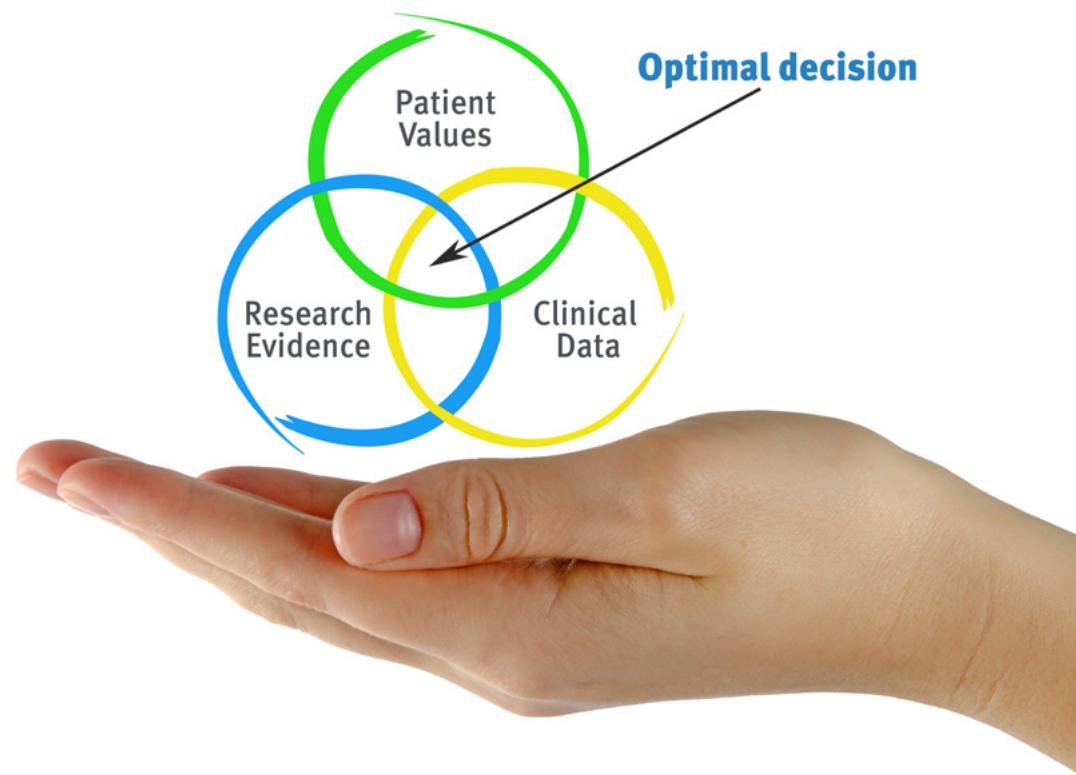 Optimal decision
Patient
Values
Research
Evidence
Clinical
Data